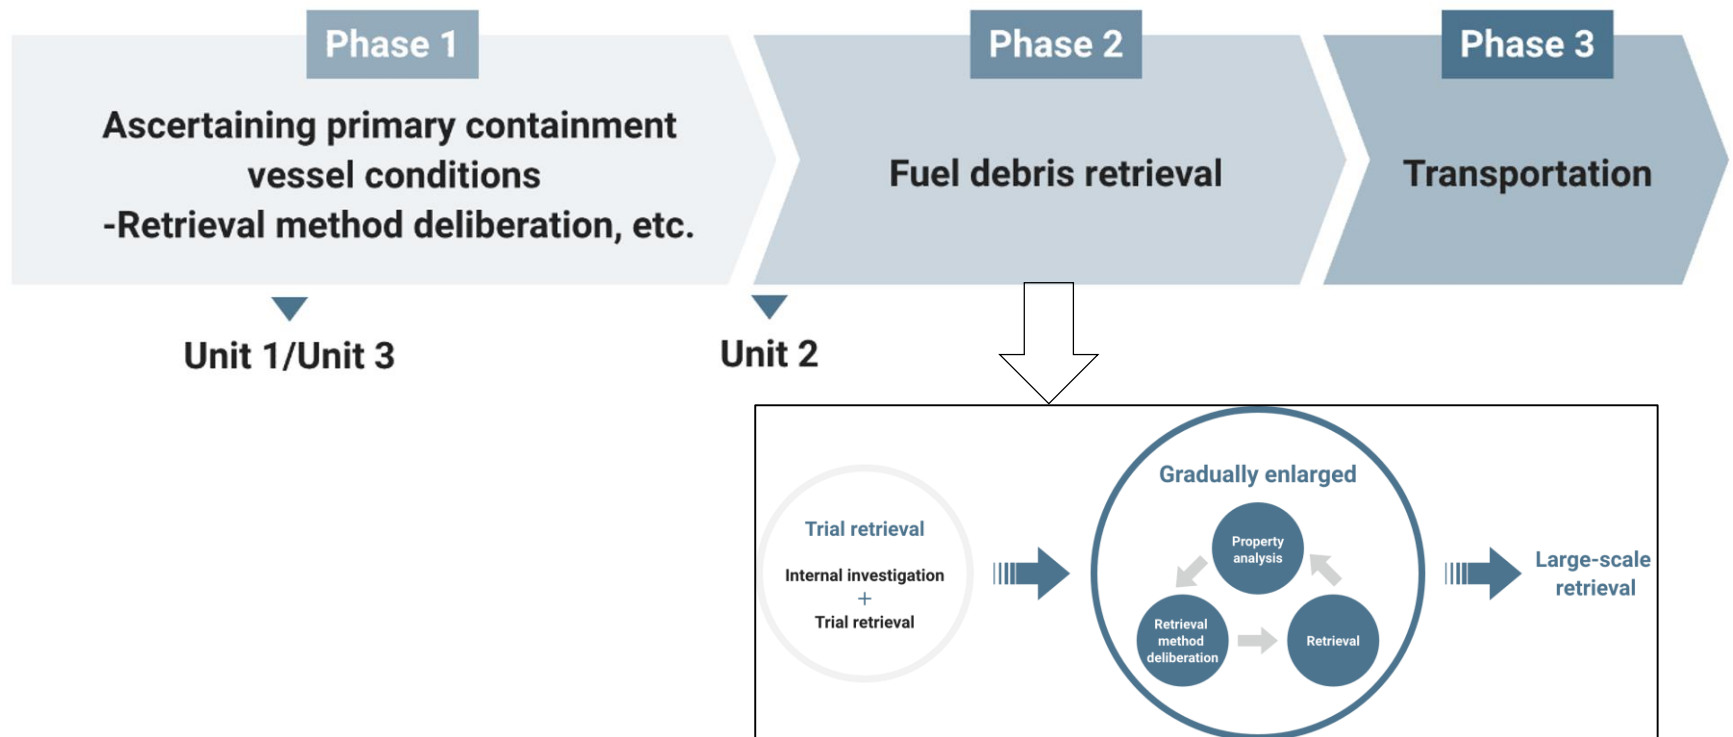 Phase 1
Ascertaining primary containment
vessel conditions
-Retrieval method deliberation, etc.
Phase 2
Fuel debris retrieval
Phase 3
Transportation
Unit 1/Unit 3
Unit 2
Trial retrieval
Internal investigation
+
Trial retrieval
Gradually enlarged
Property
analysis
Retrieval
method
deliberation
Retrieval
Large-scale
retrieval